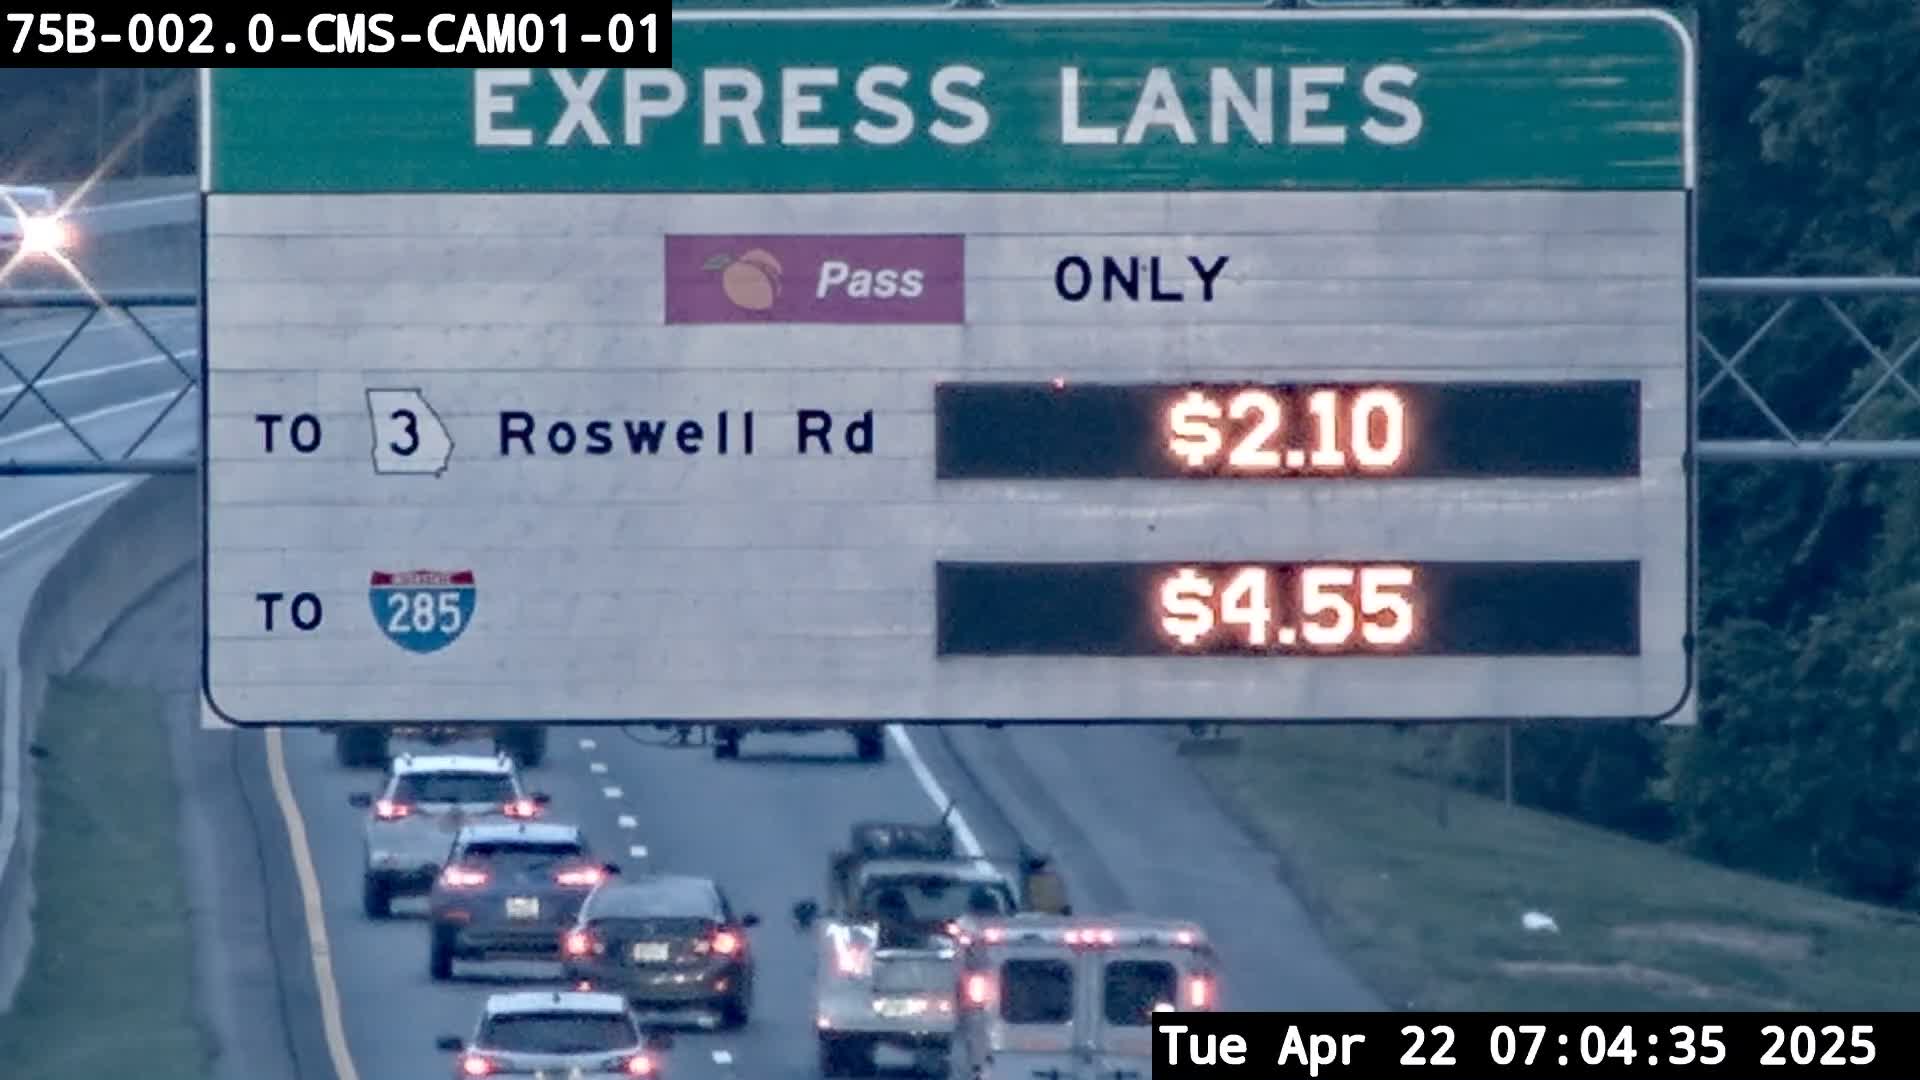 75B-002.0-CMS-CAM01-01
EXPRESS LANES
Pass ONLY
TO 3 Roswell Rd $2.10
TO 285 $4.55
Tue Apr 22 07:04:35 2025